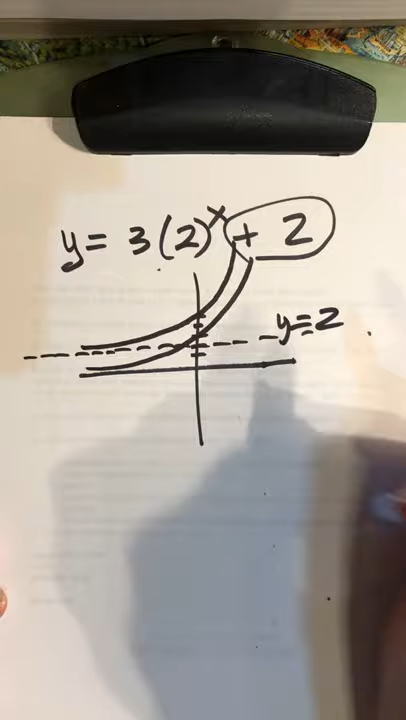 y = 3(2)^x + 2
y = 2